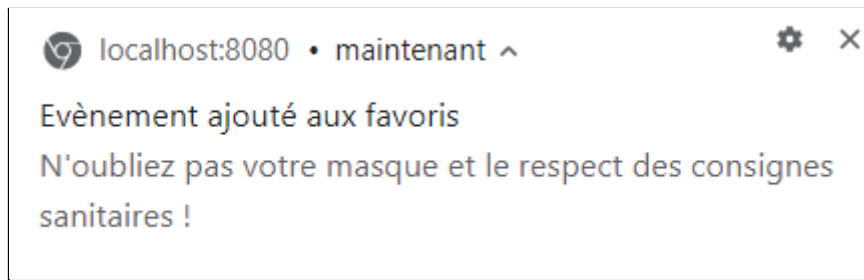 localhost:8080 • maintenant
Evènement ajouté aux favoris
N'oubliez pas votre masque et le respect des consignes
sanitaires !